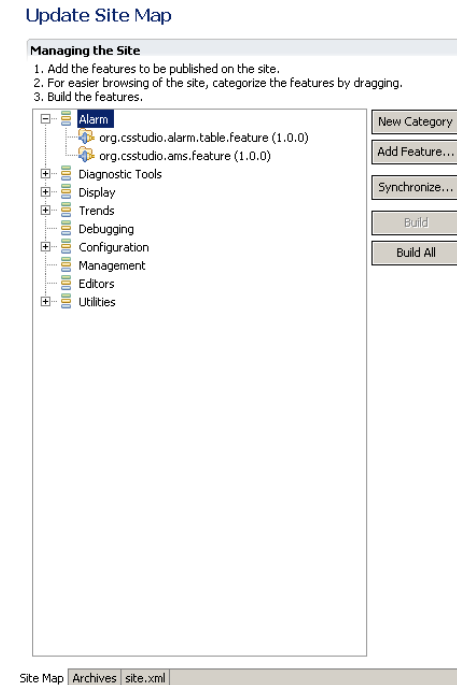 Update Site Map
Managing the Site
1. Add the features to be published on the site.
2. For easier browsing of the site, categorize the features by dragging.
3. Build the features.
Alarm
org.csstudio.alarm.table.feature (1.0.0)
org.csstudio.ams.feature (1.0.0)
Diagnostic Tools
Display
Trends
Debugging
Configuration
Management
Editors
Utilities
New Category
Add Feature...
Synchronize...
Build
Build All
Site Map Archives site.xml